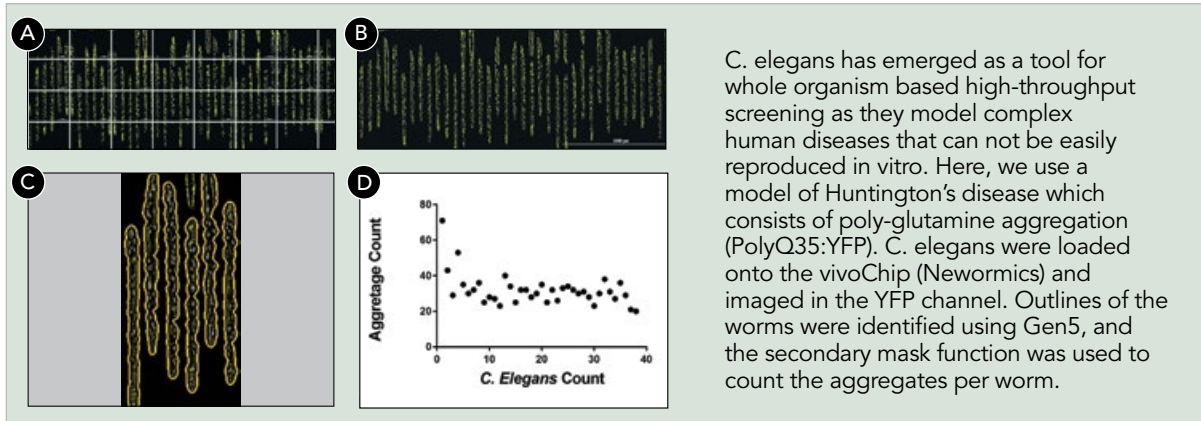 A
B
C
D
80
60
40
20
0
Aggretage Count
0
10
20
30
40
C. Elegans Count
C. elegans has emerged as a tool for
whole organism based high-throughput
screening as they model complex
human diseases that can not be easily
reproduced in vitro. Here, we use a
model of Huntington's disease which
consists of poly-glutamine aggregation
(PolyQ35:YFP). C. elegans were loaded
onto the vivoChip (Newormics) and
imaged in the YFP channel. Outlines of the
worms were identified using Gen5, and
the secondary mask function was used to
count the aggregates per worm.